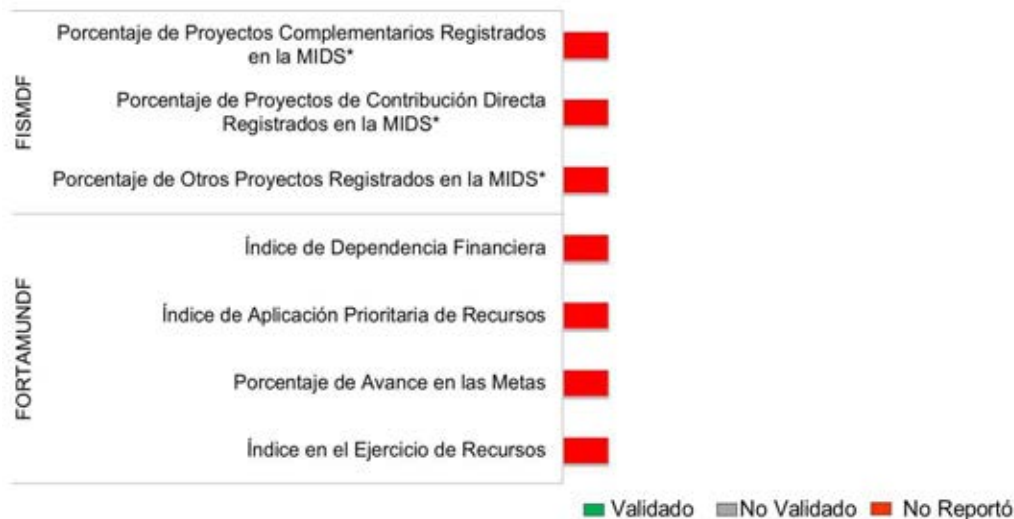 FISMDF
Porcentaje de Proyectos Complementarios Registrados
en la MIDS*
Porcentaje de Proyectos de Contribución Directa
Registrados en la MIDS*
Porcentaje de Otros Proyectos Registrados en la MIDS*
FORTAMUNDF
Índice de Dependencia Financiera
Índice de Aplicación Prioritaria de Recursos
Porcentaje de Avance en las Metas
Índice en el Ejercicio de Recursos
Validado No Validado No Reportó